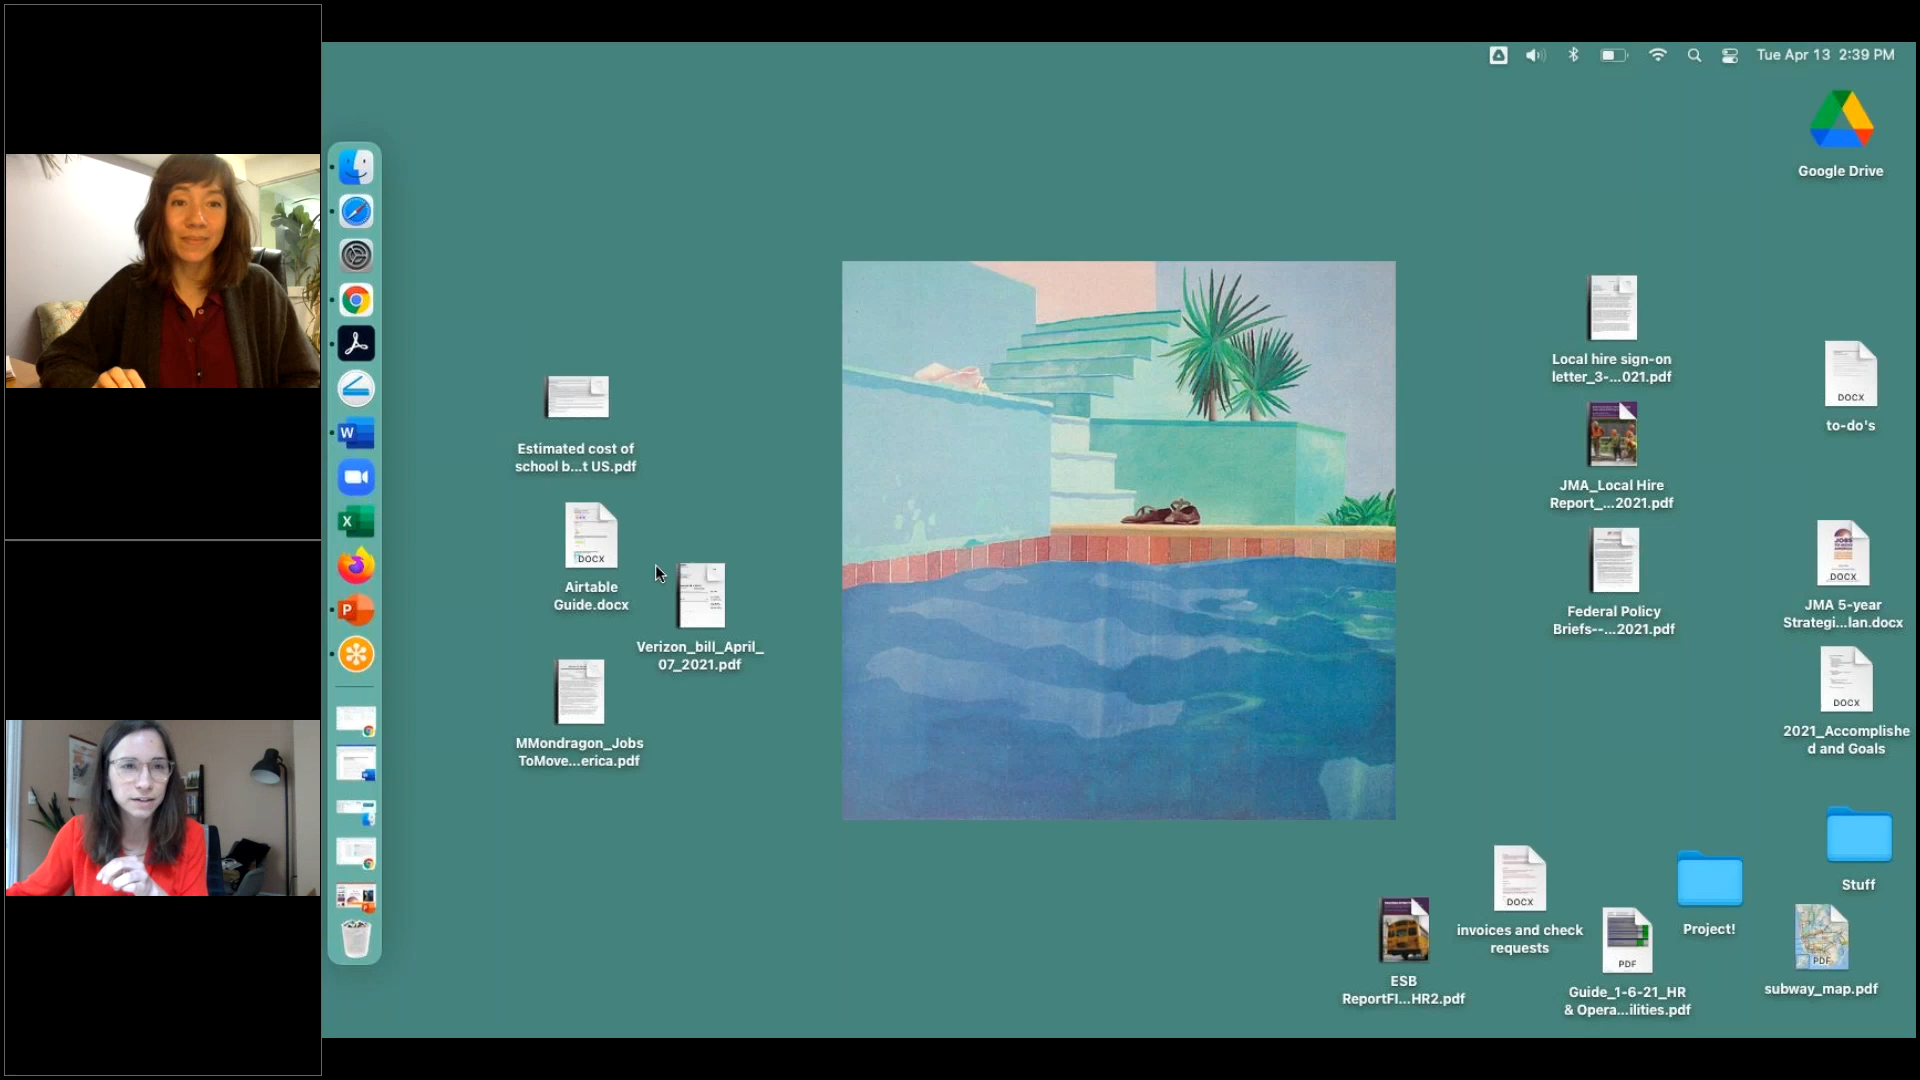 Tue Apr 13 2:39 PM
Google Drive
Local hire sign-on
letter_3-...021.pdf
DOCX
to-do's
Estimated cost of
school b...t US.pdf
JMA_Local Hire
Report_...2021.pdf
DOCX
Airtable
Guide.docx
Verizon_bill_April_
07_2021.pdf
Federal Policy
Briefs--...2021.pdf
JOBS
DOCX
JMA 5-year
Strategi...lan.docx
MMondragon_Jobs
ToMove...erica.pdf
DOCX
2021_Accomplishe
d and Goals
W
X
P
Stuff
DOCX
invoices and check
requests
Project!
ESB
ReportFI...HR2.pdf
PDF
Guide_1-6-21_HR
& Opera...ilities.pdf
PDF
subway_map.pdf